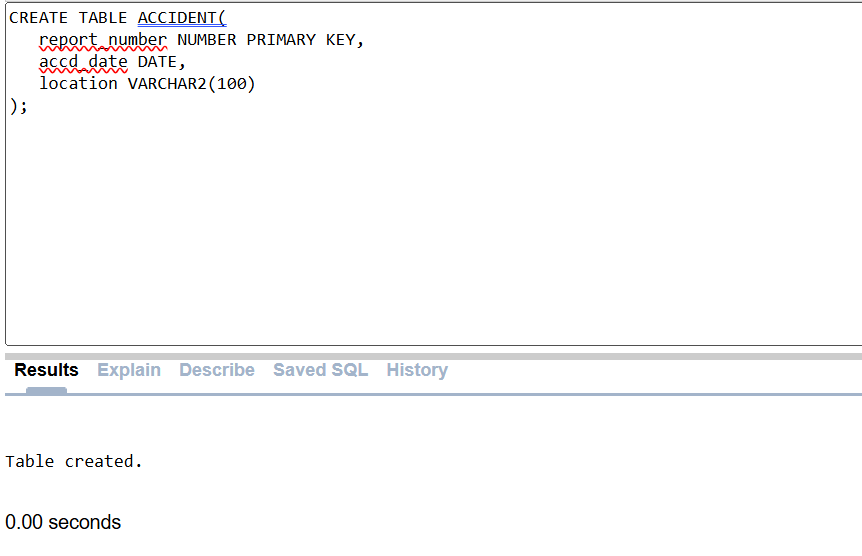 CREATE TABLE ACCIDENT(
report_number NUMBER PRIMARY KEY,
accd_date DATE,
location VARCHAR2(100)
);
Results Explain Describe Saved SQL History
Table created.
0.00 seconds